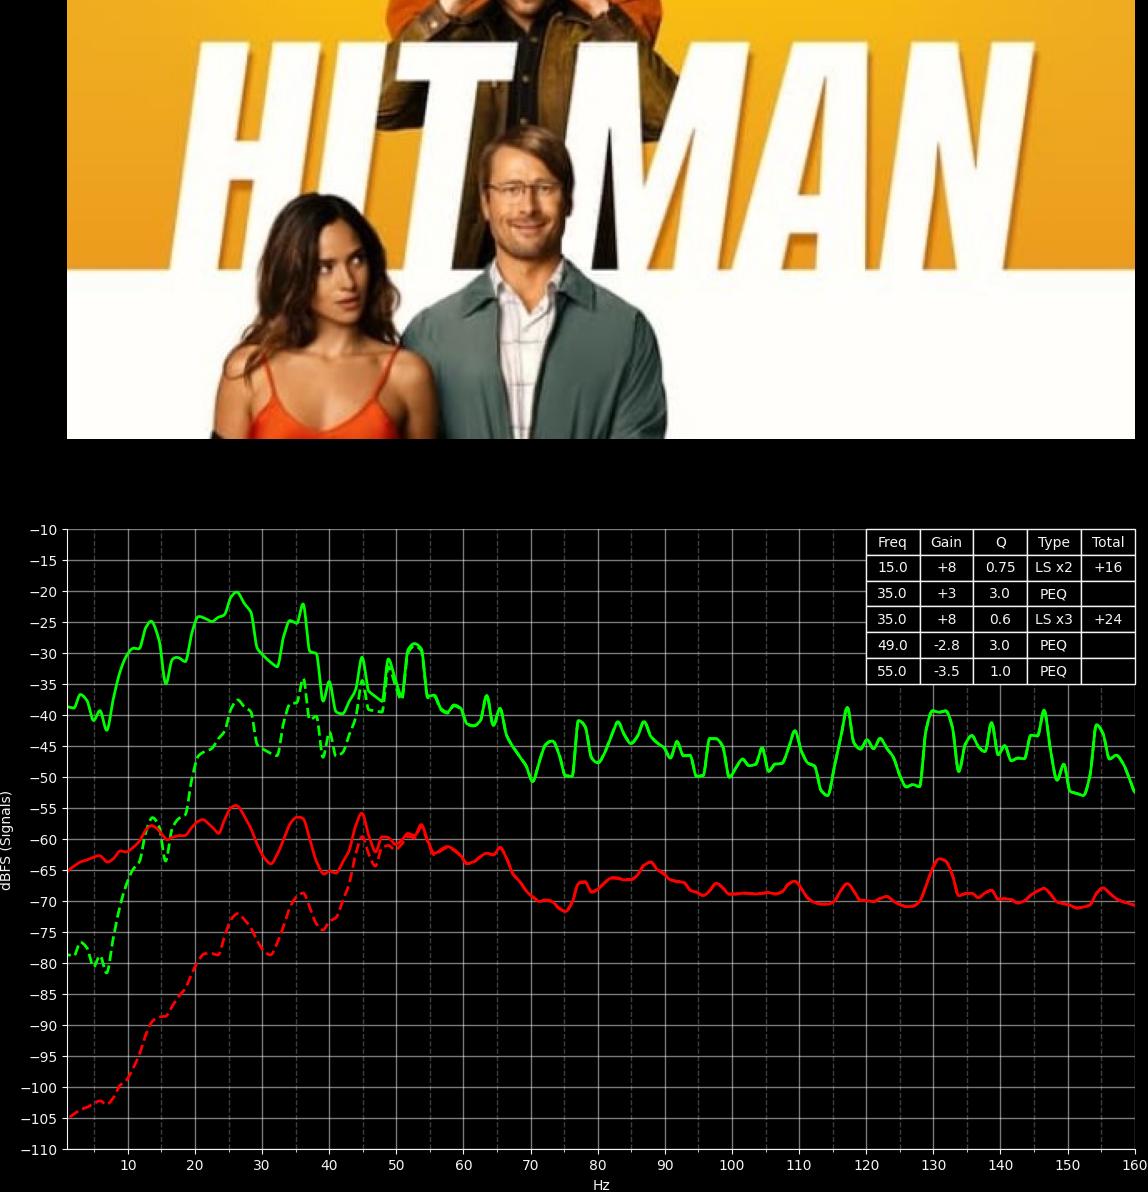 HIT MAN
Freq Gain Q Type Total
15.0 +8 0.75 LS x2 +16
35.0 +3 3.0 PEQ
35.0 +8 0.6 LS x3 +24
49.0 -2.8 3.0 PEQ
55.0 -3.5 1.0 PEQ
−10
−15
−20
−25
−30
−35
−40
−45
−50
−55
−60
−65
−70
−75
−80
−85
−90
−95
−100
−105
−110
dBFS (Signals)
10 20 30 40 50 60 70 80 90 100 110 120 130 140 150 160
Hz